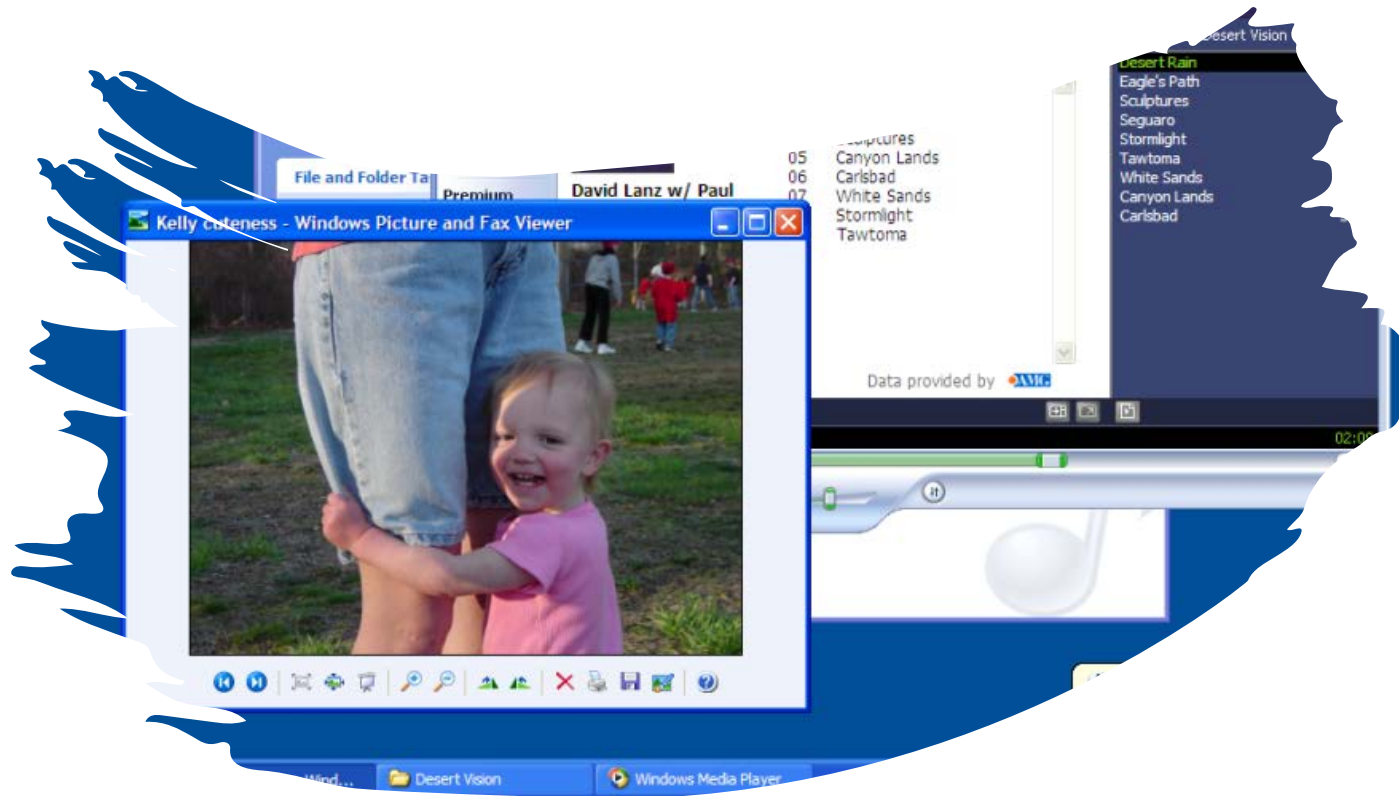 Desert Vision
Desert Rain
Eagle's Path
Sculptures
Seguaro
Stormlight
Tawtoma
White Sands
Canyon Lands
Carlsbad
05 Canyon Lands
06 Carlsbad
07 White Sands
Stormlight
Tawtoma
File and Folder Ta
Premium
David Lanz w/ Paul
Kelly cuteness - Windows Picture and Fax Viewer
Data provided by AMG
Desert Vision
Windows Media Player